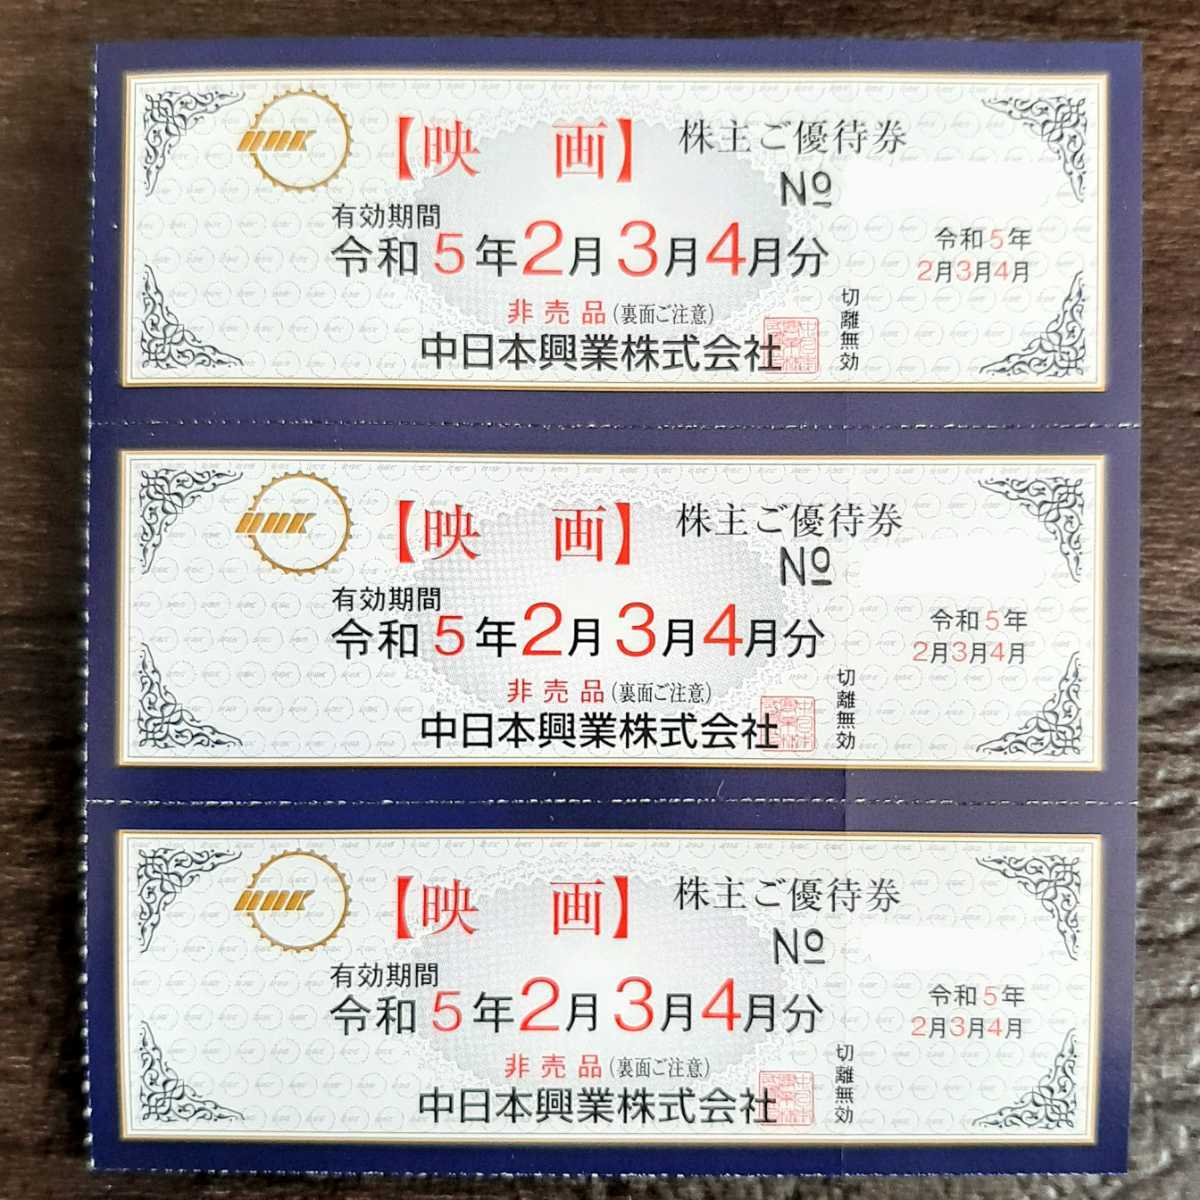 【映　画】 株主ご優待券
№
有効期間
令和5年2月3月4月分
令和5年
2月3月4月
非売品(裏面ご注意)
中日本興業株式会社
切離無効
【映　画】 株主ご優待券
№
有効期間
令和5年2月3月4月分
令和5年
2月3月4月
非売品(裏面ご注意)
中日本興業株式会社
切離無効
【映　画】 株主ご優待券
№
有効期間
令和5年2月3月4月分
令和5年
2月3月4月
非売品(裏面ご注意)
中日本興業株式会社
切離無効